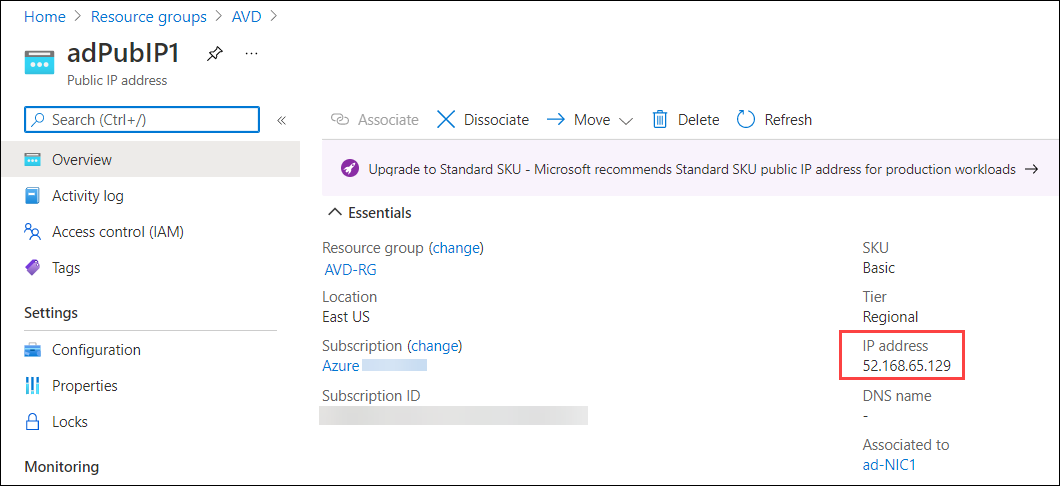 Home > Resource groups > AVD >
adPubIP1
...
Public IP address
Search (Ctrl+/)
«
Overview
Activity log
Access control (IAM)
Tags
Settings
Configuration
Properties
Locks
Monitoring
Associate Dissociate Move Delete Refresh
Upgrade to Standard SKU - Microsoft recommends Standard SKU public IP address for production workloads →
Essentials
Resource group (change)
AVD-RG
Location
East US
Subscription (change)
Azure
Subscription ID
SKU
Basic
Tier
Regional
IP address
52.168.65.129
DNS name
-
Associated to
ad-NIC1